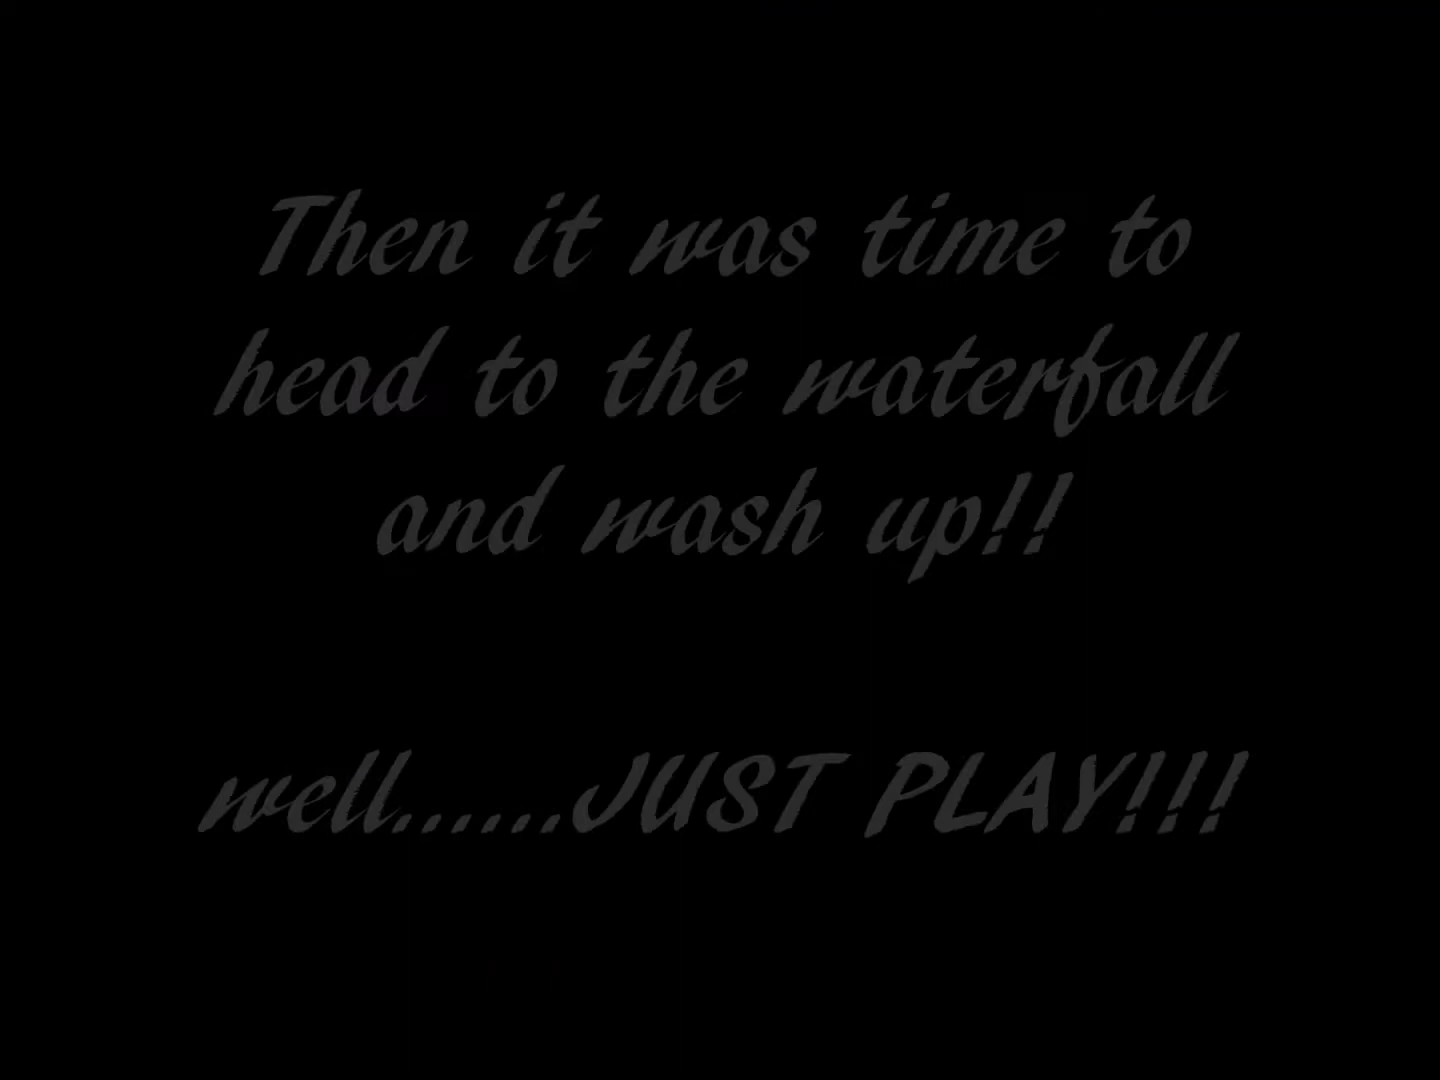 Then it was time to
head to the waterfall
and wash up!!
well......JUST PLAY!!!